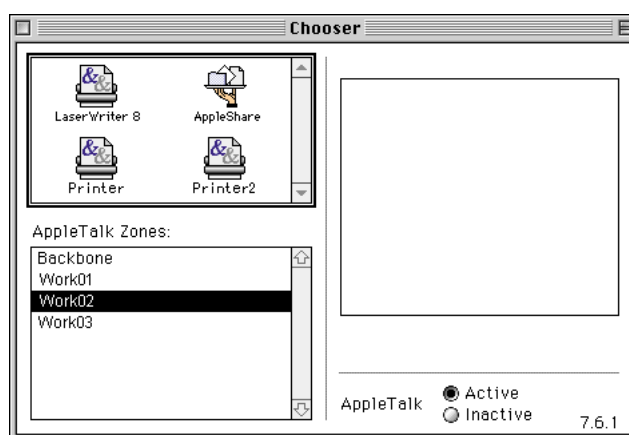 Chooser
LaserWriter 8
AppleShare
Printer
Printer2
AppleTalk Zones:
Backbone
Work01
Work02
Work03
AppleTalk
Active
Inactive
7.6.1